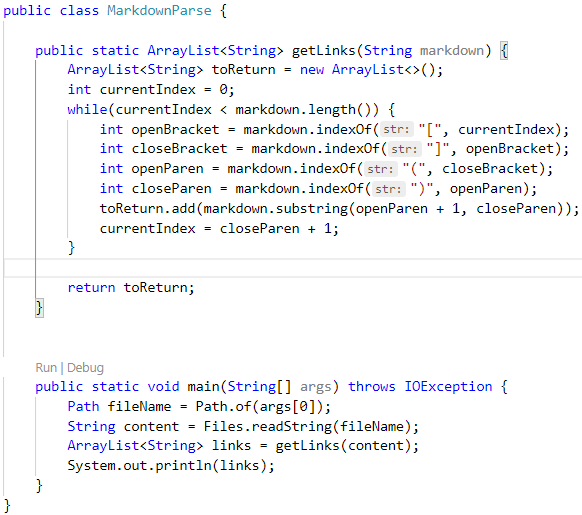 public class MarkdownParse {
    public static ArrayList<String> getLinks(String markdown) {
        ArrayList<String> toReturn = new ArrayList<>();
        int currentIndex = 0;
        while(currentIndex < markdown.length()) {
            int openBracket = markdown.indexOf(str: "[", currentIndex);
            int closeBracket = markdown.indexOf(str: "]", openBracket);
            int openParen = markdown.indexOf(str: "(", closeBracket);
            int closeParen = markdown.indexOf(str: ")", openParen);
            toReturn.add(markdown.substring(openParen + 1, closeParen));
            currentIndex = closeParen + 1;
        }
        return toReturn;
    }
    Run | Debug
    public static void main(String[] args) throws IOException {
        Path fileName = Path.of(args[0]);
        String content = Files.readString(fileName);
        ArrayList<String> links = getLinks(content);
        System.out.println(links);
    }
}